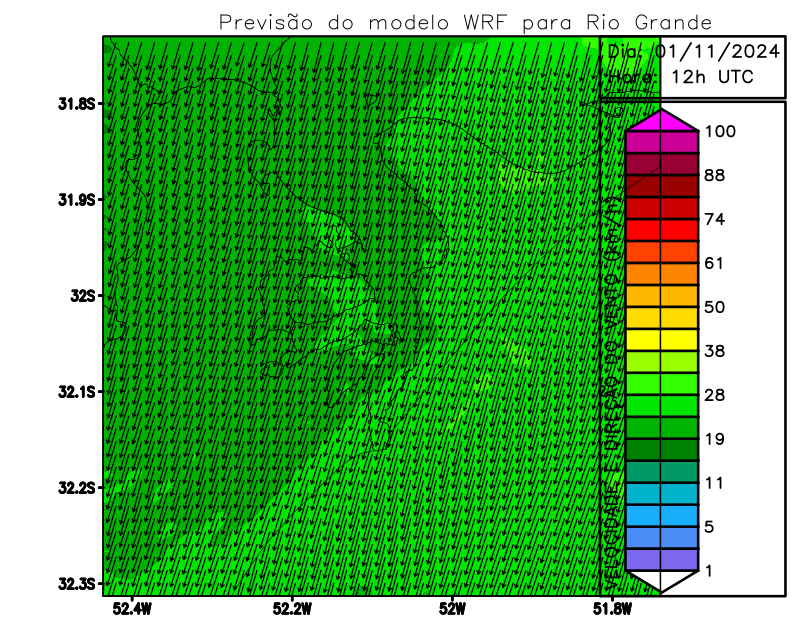 Previsão do modelo WRF para Rio Grande
Dia: 01/11/2024
Hora: 12h UTC
31.8S
31.9S
32S
32.1S
32.2S
32.3S
52.4W
52.2W
52W
51.8W
VELOCIDADE E DIREÇÃO DO VENTO (km/h)
100
88
74
61
50
38
28
19
11
5
1